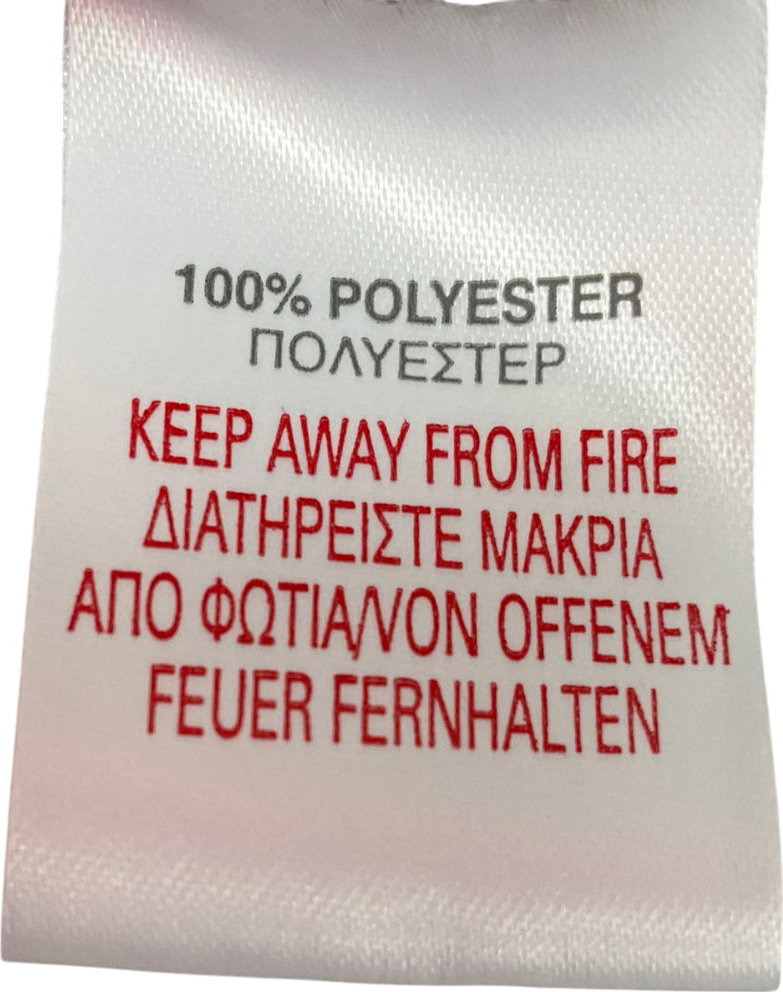 100% POLYESTER
ΠΟΛΥΕΣΤΕΡ
KEEP AWAY FROM FIRE
ΔΙΑΤΗΡΕΙΣΤΕ ΜΑΚΡΙΑ
ΑΠΟ ΦΩΤΙΑ/VON OFFENEM
FEUER FERNHALTEN